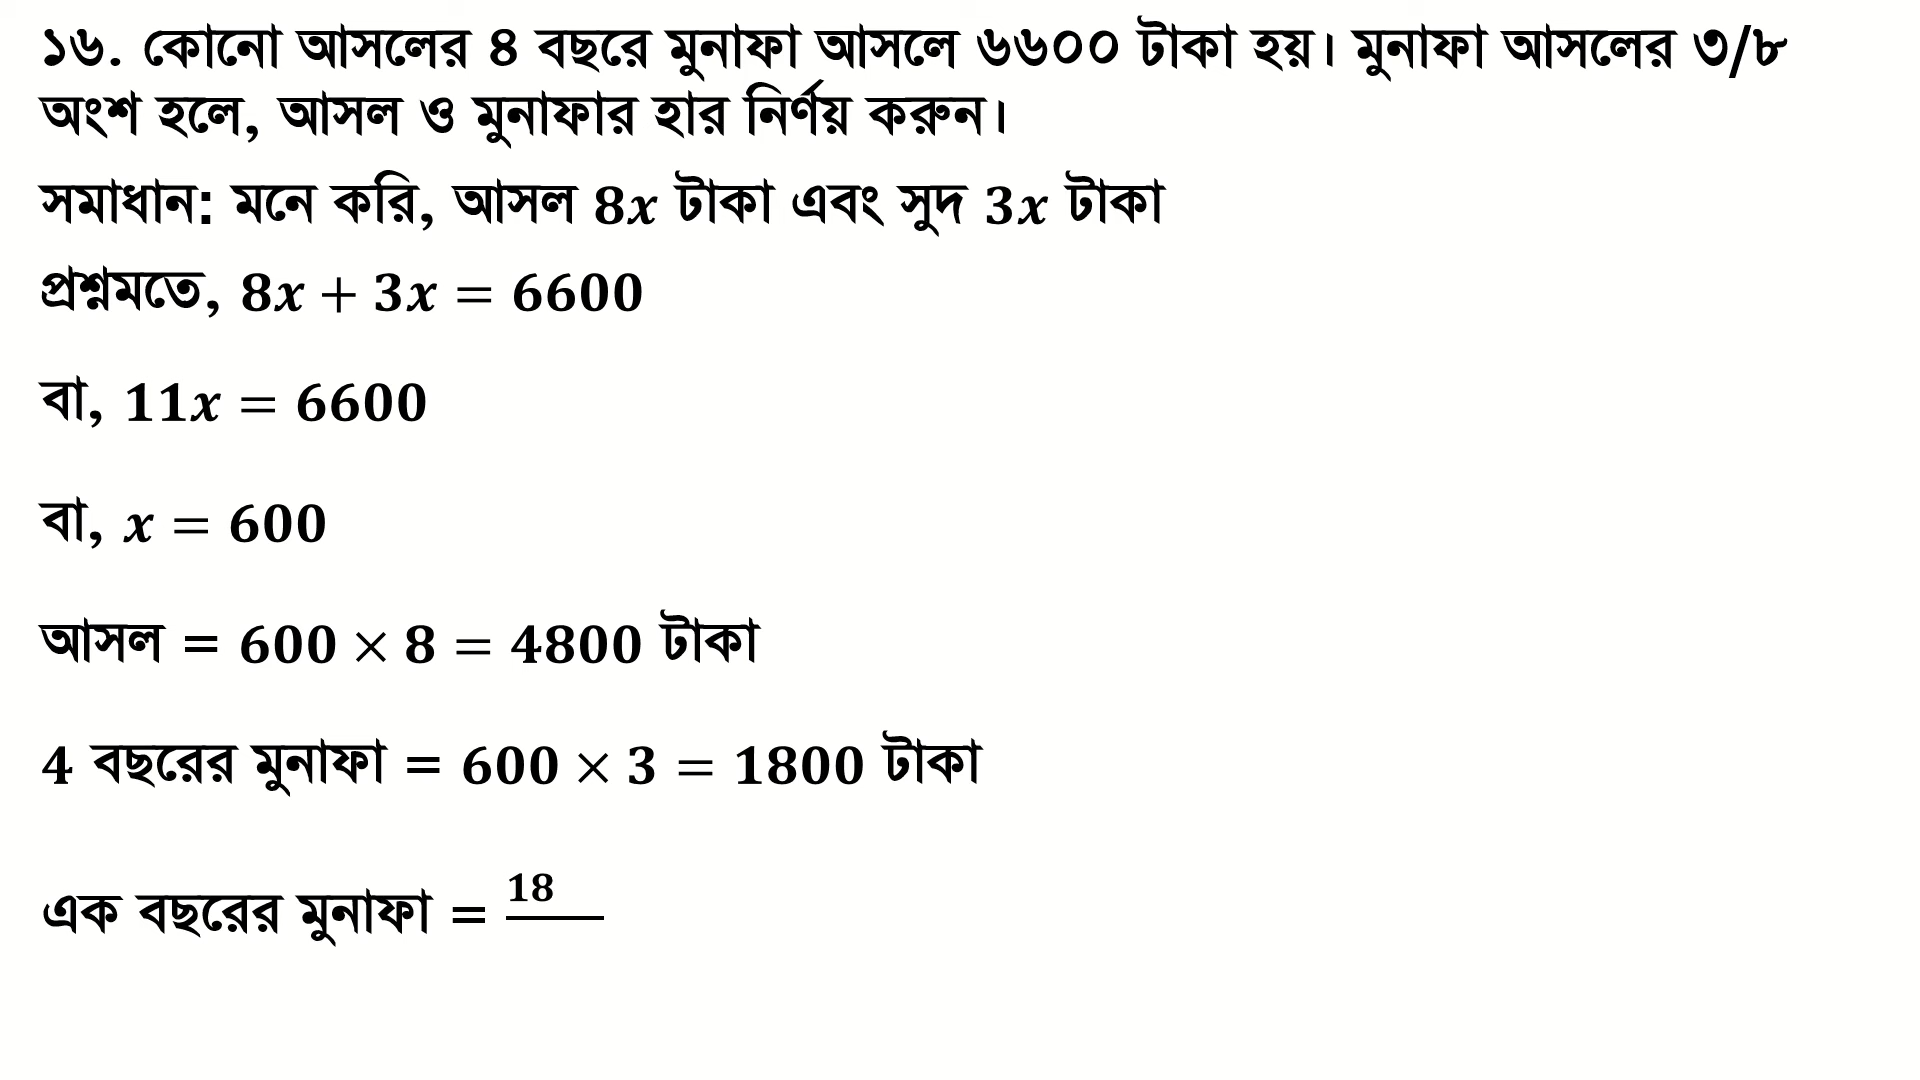 ১৬. কোনো আসলের ৪ বছরে মুনাফা আসলে ৬৬০০ টাকা হয়। মুনাফা আসলের ৩/৮
অংশ হলে, আসল ও মুনাফার হার নির্ণয় করুন।
সমাধান: মনে করি, আসল 8x টাকা এবং সুদ 3x টাকা
প্রশ্নমতে, 8x + 3x = 6600
বা, 11x = 6600
বা, x = 600
আসল = 600 × 8 = 4800 টাকা
4 বছরের মুনাফা = 600 × 3 = 1800 টাকা
এক বছরের মুনাফা = 18